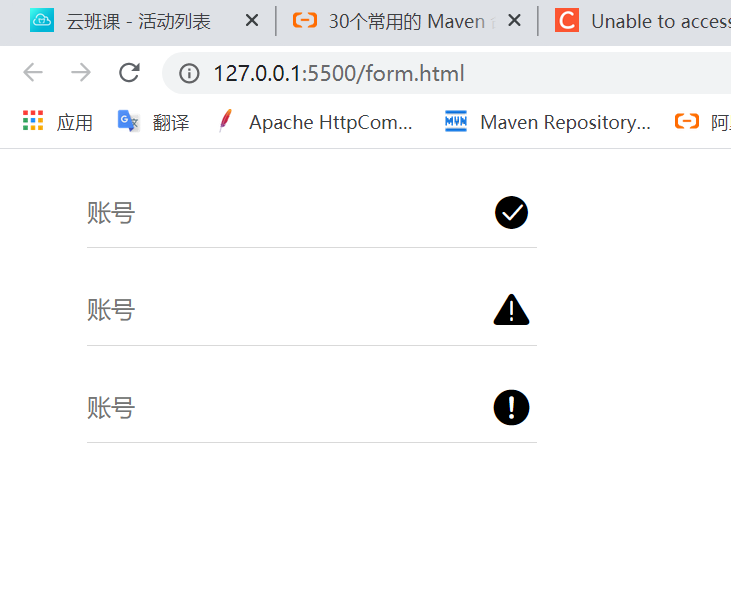 云班课 - 活动列表
30个常用的 Maven
Unable to access
127.0.0.1:5500/form.html
应用
翻译
Apache HttpCom...
MVN
Maven Repository...
阿
账号
账号
账号